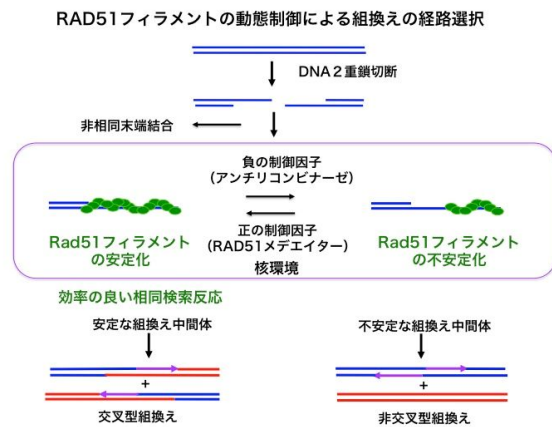 RAD51フィラメントの動態制御による組換えの経路選択
DNA2重鎖切断
非相同末端結合
負の制御因子
(アンチリコンビナーゼ)
正の制御因子
(RAD51メデエイター)
核環境
Rad51フィラメント
の安定化
Rad51フィラメント
の不安定化
効率の良い相同検索反応
安定な組換え中間体
不安定な組換え中間体
+
+
交叉型組換え
非交叉型組換え